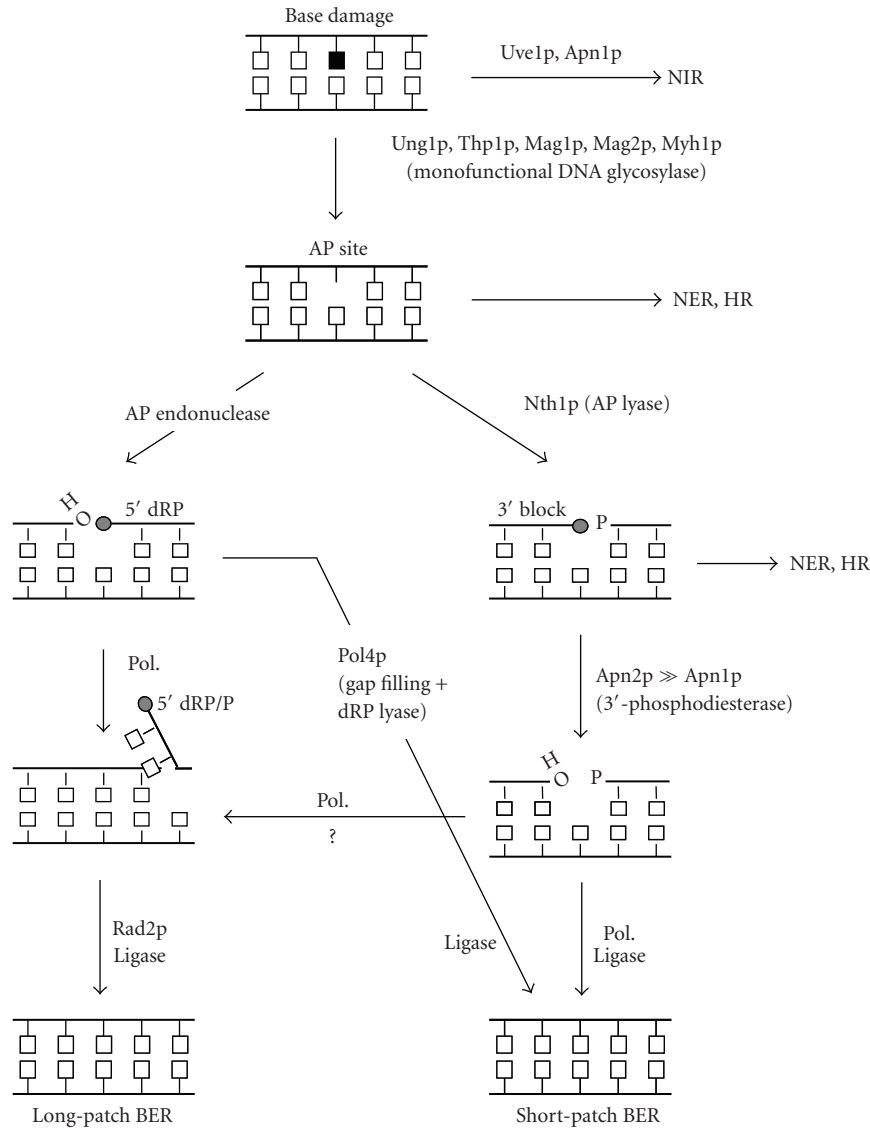 Base damage
Uve1p, Apn1p
NIR
Ung1p, Thp1p, Mag1p, Mag2p, Myh1p
(monofunctional DNA glycosylase)
AP site
NER, HR
AP endonuclease
Nth1p (AP lyase)
HO
5′ dRP
3′ block
P
NER, HR
Pol.
Pol4p
(gap filling +
dRP lyase)
Apn2p ≫ Apn1p
(3′-phosphodiesterase)
5′ dRP/P
HO
P
Pol.
?
Rad2p
Ligase
Ligase
Pol.
Ligase
Long-patch BER
Short-patch BER